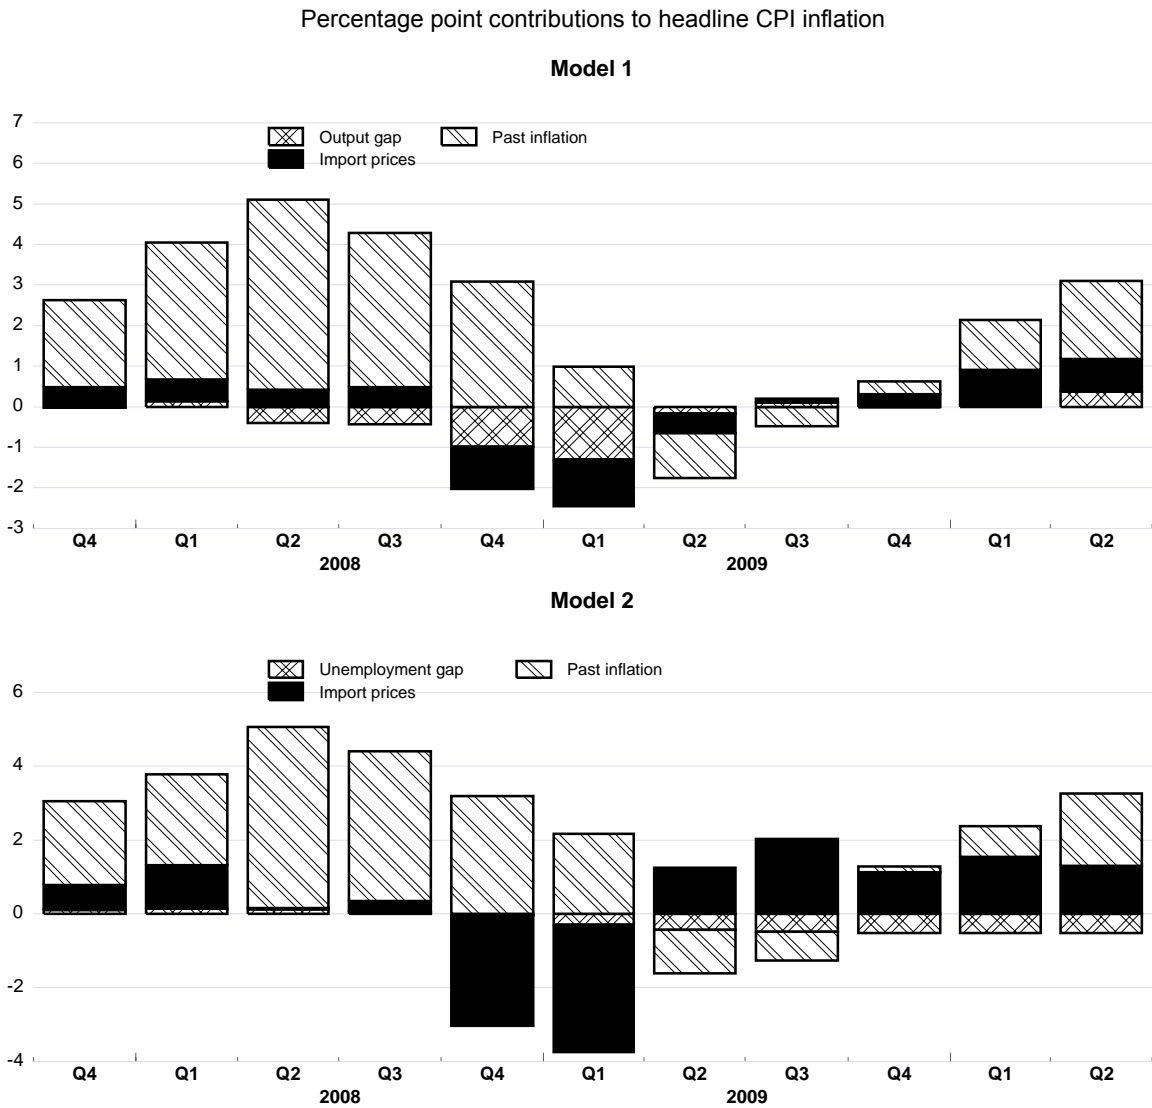 Percentage point contributions to headline CPI inflation
Model 1
7
Output gap Past inflation
6
Import prices
5
4
3
2
1
0
-1
-2
-3
Q4 Q1 Q2 Q3 Q4 Q1 Q2 Q3 Q4 Q1 Q2
2008 2009
Model 2
Unemployment gap Past inflation
6
Import prices
4
2
0
-2
-4
Q4 Q1 Q2 Q3 Q4 Q1 Q2 Q3 Q4 Q1 Q2
2008 2009